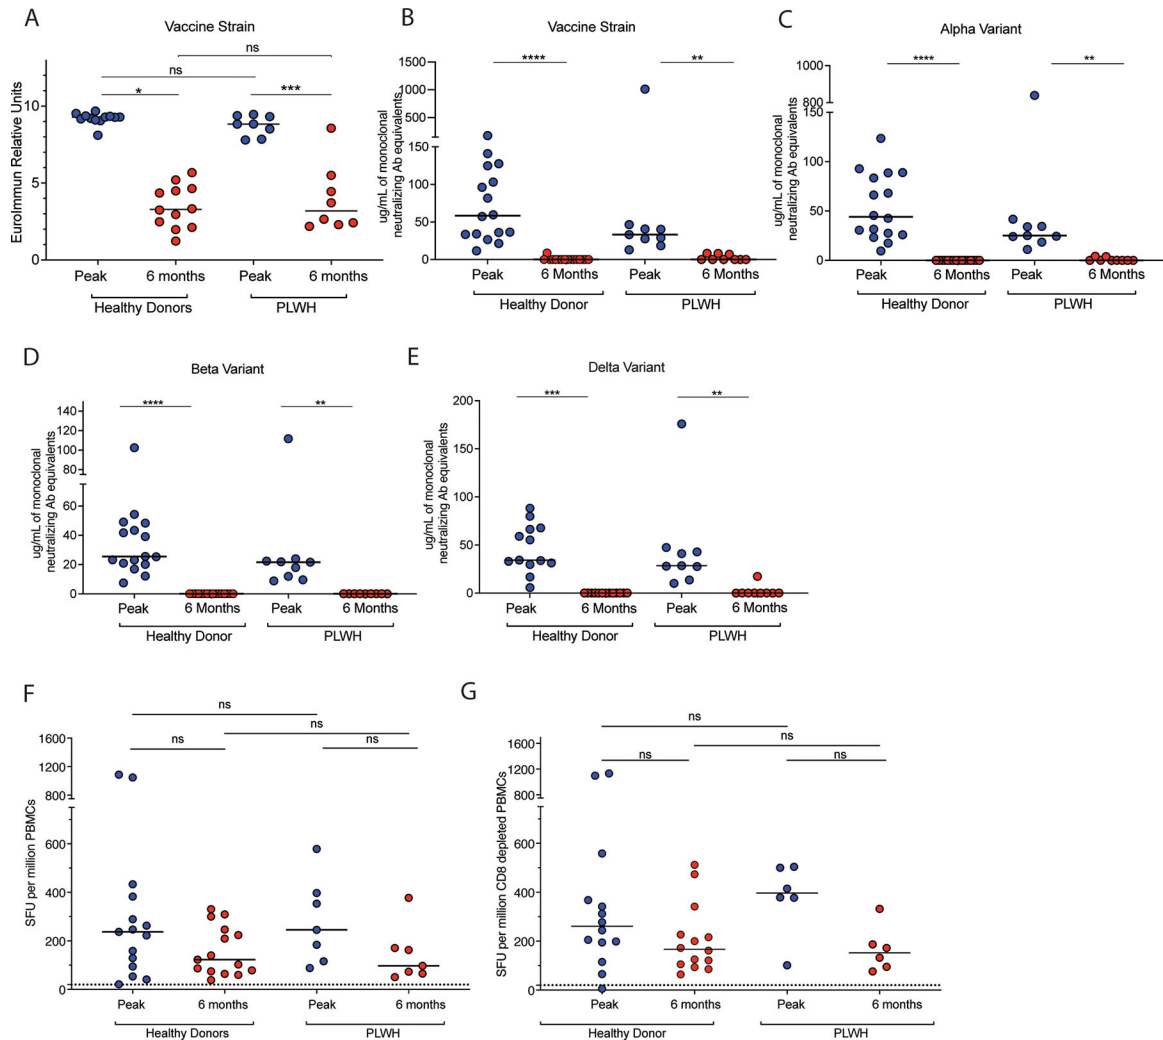 A
Vaccine Strain
ns
ns
*
***
EuroImmun Relative Units
10
5
0
Peak
6 months
Peak
6 months
Healthy Donors
PLWH
B
Vaccine Strain
****
**
ug/mL of monoclonal
neutralizing Ab equivalents
1500
1000
500
150
100
50
0
Peak
6 Months
Peak
6 Months
Healthy Donor
PLWH
C
Alpha Variant
****
**
ug/mL of monoclonal
neutralizing Ab equivalents
1000
800
600
400
200
100
50
0
Peak
6 Months
Peak
6 Months
Healthy Donor
PLWH
D
Beta Variant
****
**
ug/mL of monoclonal
neutralizing Ab equivalents
140
120
100
80
60
40
20
0
Peak
6 Months
Peak
6 Months
Healthy Donor
PLWH
E
Delta Variant
***
**
ug/mL of monoclonal
neutralizing Ab equivalents
200
150
100
50
0
Peak
6 Months
Peak
6 Months
Healthy Donor
PLWH
F
ns
ns
ns
ns
SFU per million PBMCs
1600
1200
800
600
400
200
0
Peak
6 months
Peak
6 months
Healthy Donors
PLWH
G
ns
ns
ns
ns
SFU per million CD8 depleted PBMCs
1600
1200
800
600
400
200
0
Peak
6 months
Peak
6 months
Healthy Donor
PLWH